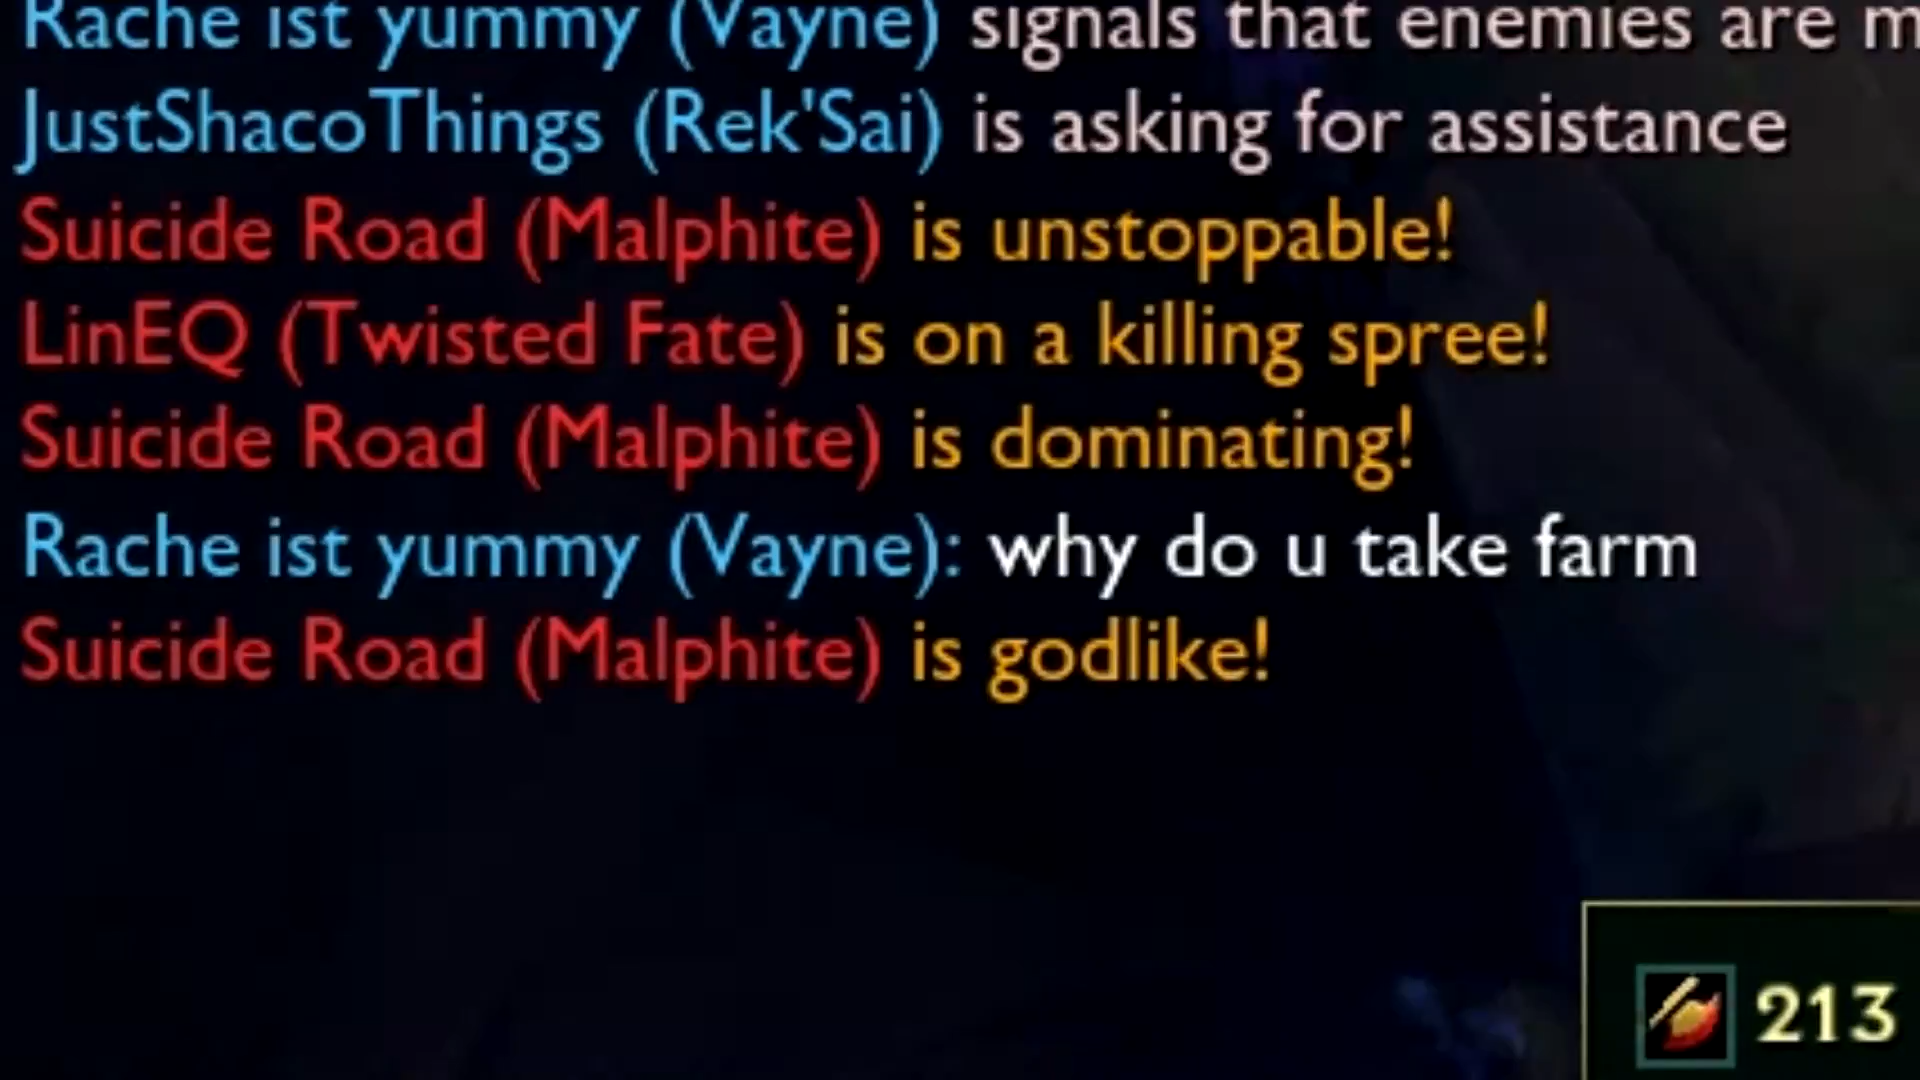 Rache ist yummy (Vayne) signals that enemies are
JustShacoThings (Rek'Sai) is asking for assistance
Suicide Road (Malphite) is unstoppable!
LinEQ (Twisted Fate) is on a killing spree!
Suicide Road (Malphite) is dominating!
Rache ist yummy (Vayne): why do u take farm
Suicide Road (Malphite) is godlike!
213